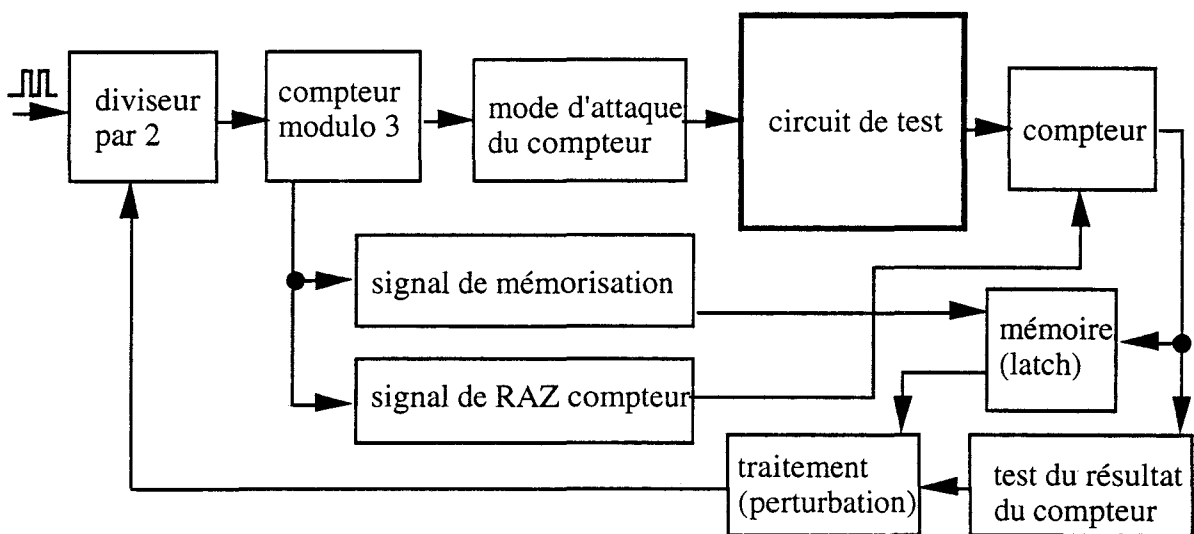 diviseur
par 2
compteur
modulo 3
mode d'attaque
du compteur
circuit de test
compteur
signal de mémorisation
mémoire
(latch)
signal de RAZ compteur
traitement
(perturbation)
test du résultat
du compteur